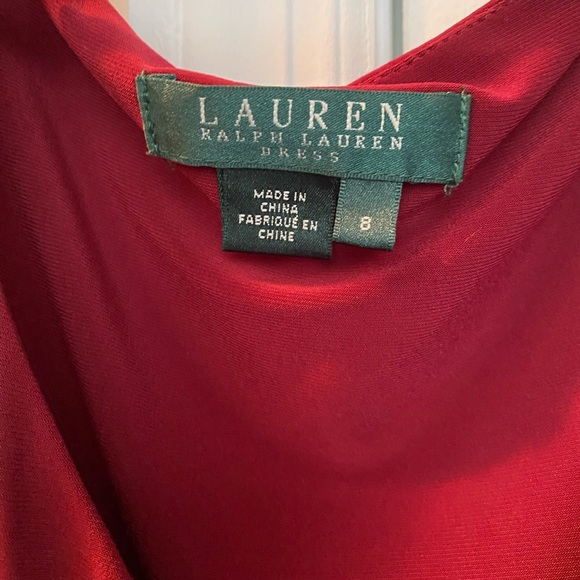 LAUREN
RALPH LAUREN
DRESS
MADE IN
CHINA
FABRIQUÉ EN
CHINE
8